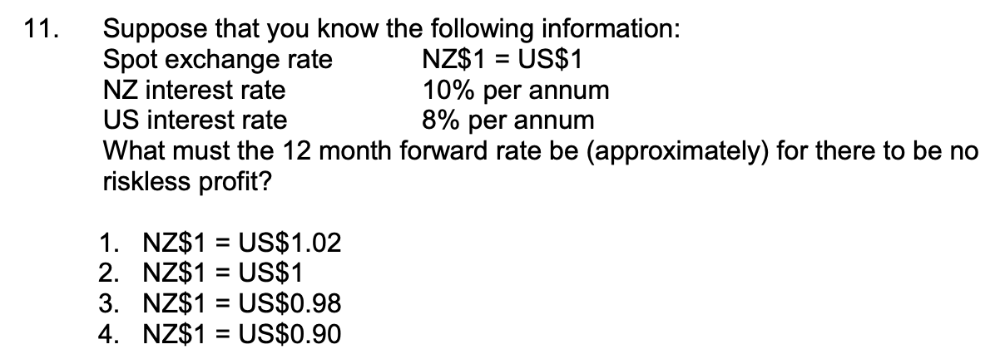 11. Suppose that you know the following information:
Spot exchange rate NZ$1 = US$1
NZ interest rate 10% per annum
US interest rate 8% per annum
What must the 12 month forward rate be (approximately) for there to be no
riskless profit?
1. NZ$1 = US$1.02
2. NZ$1 = US$1
3. NZ$1 = US$0.98
4. NZ$1 = US$0.90